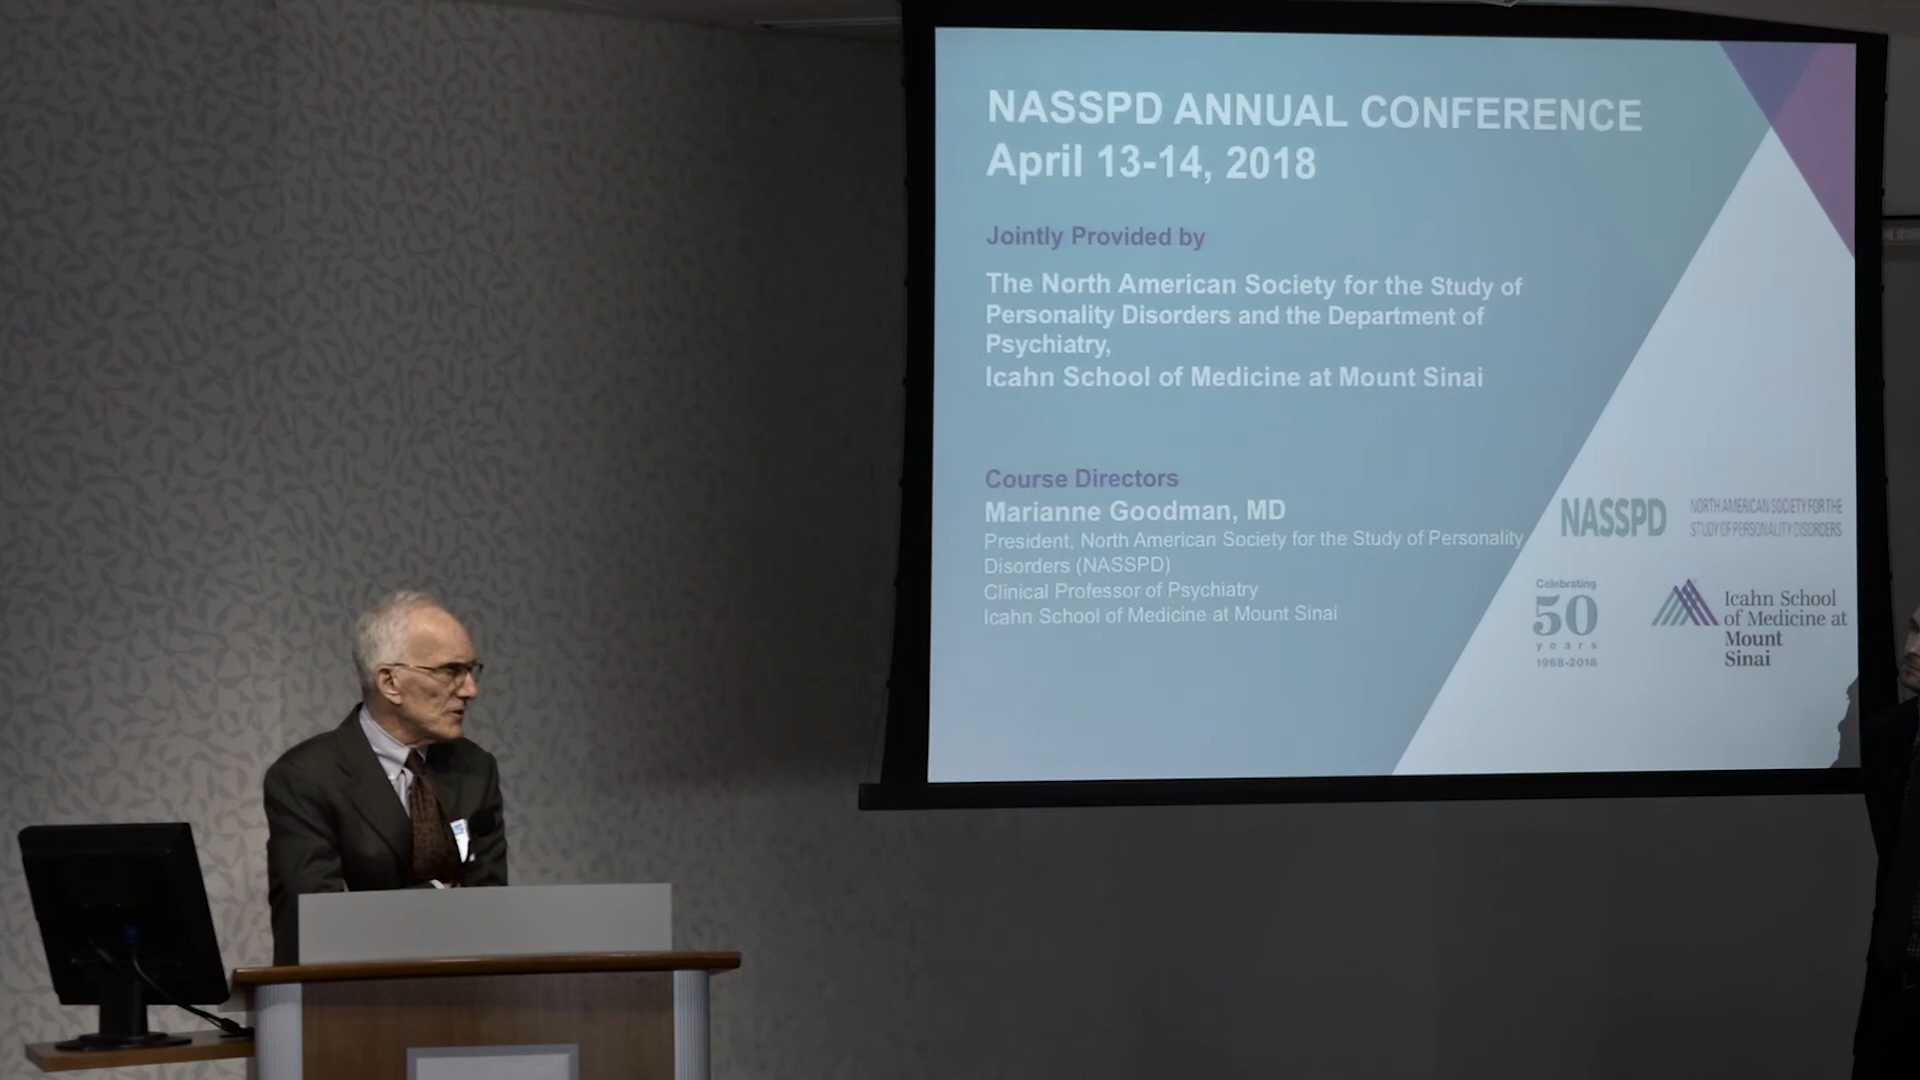 NASSPD ANNUAL CONFERENCE
April 13-14, 2018
Jointly Provided by
The North American Society for the Study of
Personality Disorders and the Department of
Psychiatry,
Icahn School of Medicine at Mount Sinai
Course Directors
Marianne Goodman, MD
President, North American Society for the Study of Personality
Disorders (NASSPD)
Clinical Professor of Psychiatry
Icahn School of Medicine at Mount Sinai
NASSPD
NORTH AMERICAN SOCIETY FOR THE
STUDY OF PERSONALITY DISORDERS
Celebrating
50
years
1968-2018
Icahn School
of Medicine at
Mount
Sinai